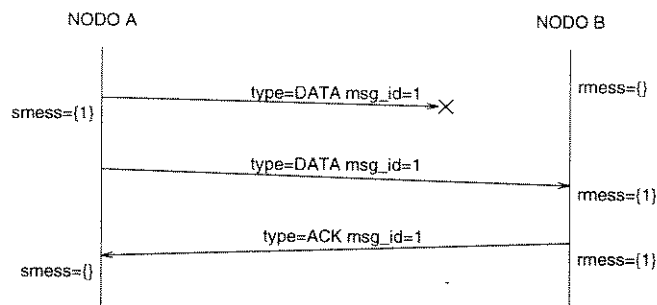 NODO A
NODO B
type=DATA msg_id=1
rmess={}
smess={1}
type=DATA msg_id=1
rmess={1}
type=ACK msg_id=1
smess={}
rmess={1}